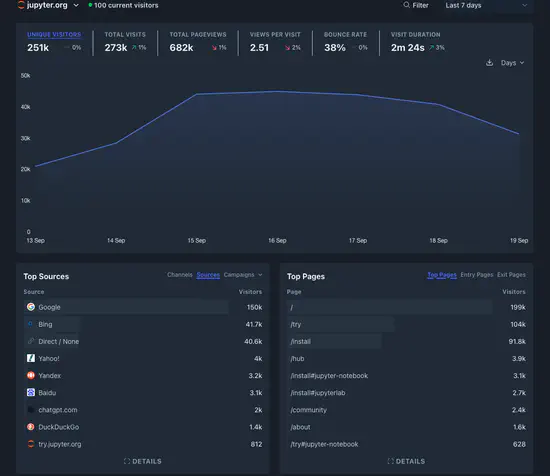 jupyter.org 100 current visitors Filter Last 7 days
UNIQUE VISITORS TOTAL VISITS TOTAL PAGEVIEWS VIEWS PER VISIT BOUNCE RATE VISIT DURATION
251k 0% 273k 1% 682k 1% 2.51 2% 38% 0% 2m 24s 3%
Days
50k
40k
30k
20k
10k
0
13 Sep 14 Sep 15 Sep 16 Sep 17 Sep 18 Sep 19 Sep
Top Sources Channels Sources Campaigns
Source Visitors
Google 150k
Bing 41.7k
Direct / None 40.6k
Yahoo! 4k
Yandex 3.2k
Baidu 3.1k
chatgpt.com 2k
DuckDuckGo 1.4k
try.jupyter.org 812
DETAILS
Top Pages Top Pages Entry Pages Exit Pages
Page Visitors
/ 199k
/try 104k
/install 91.8k
/hub 3.9k
/install#jupyter-notebook 3.1k
/install#jupyterlab 2.7k
/community 2.4k
/about 1.6k
/try#jupyter-notebook 628
DETAILS